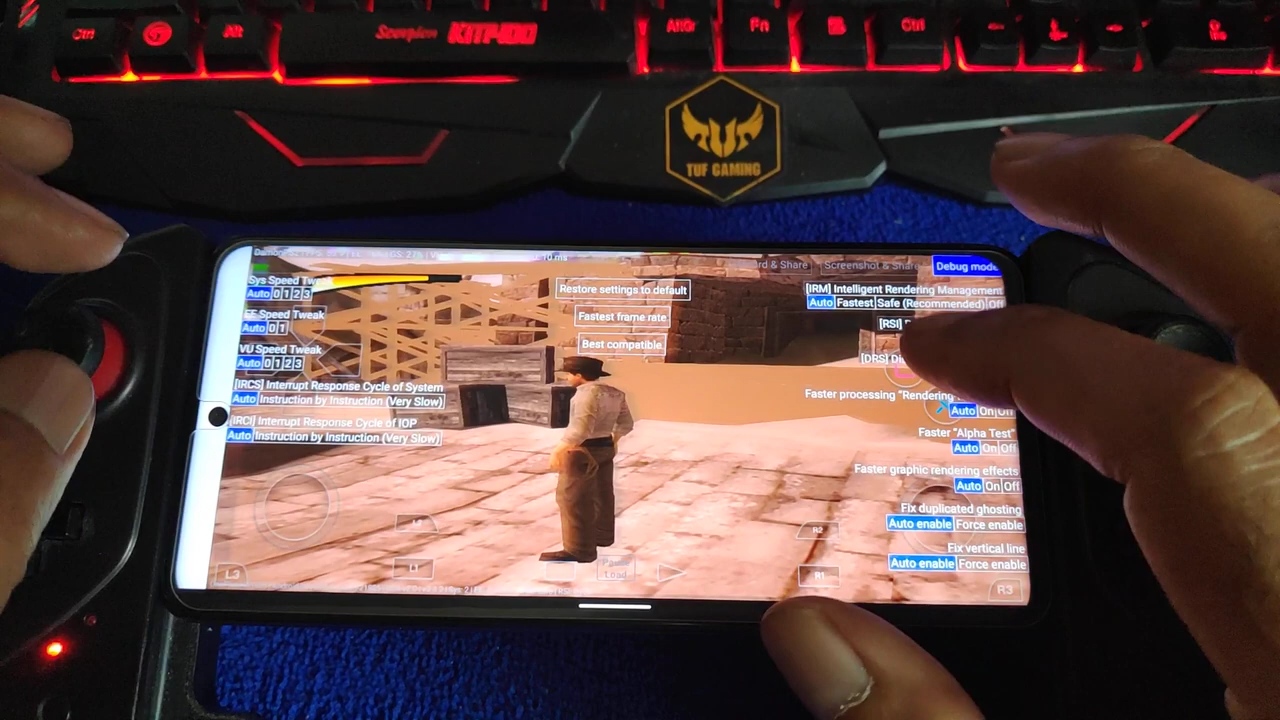 Ctrl
Alt
Scorpion KIT400
AltGr
Fn
Ctrl
TUF GAMING
Screenshot & Share
Debug mode
Sys Speed Tweak
Auto 0 1 2 3
EE Speed Tweak
Auto 0 1
VU Speed Tweak
Auto 0 1 2 3
[IRCS] Interrupt Response Cycle of System
Auto Instruction by Instruction (Very Slow)
[IRCI] Interrupt Response Cycle of IOP
Auto Instruction by Instruction (Very Slow)
Restore settings to default
Fastest frame rate
Best compatible
[IRM] Intelligent Rendering Management
Auto Fastest Safe (Recommended) Off
[RSI]
[DRS]
Faster processing "Rendering
Auto On Off
Faster "Alpha Test"
Auto On Off
Faster graphic rendering effects
Auto On Off
Fix duplicated ghosting
Auto enable Force enable
Fix vertical line
Auto enable Force enable
L2
R2
L1
Load
R1
L3
R3